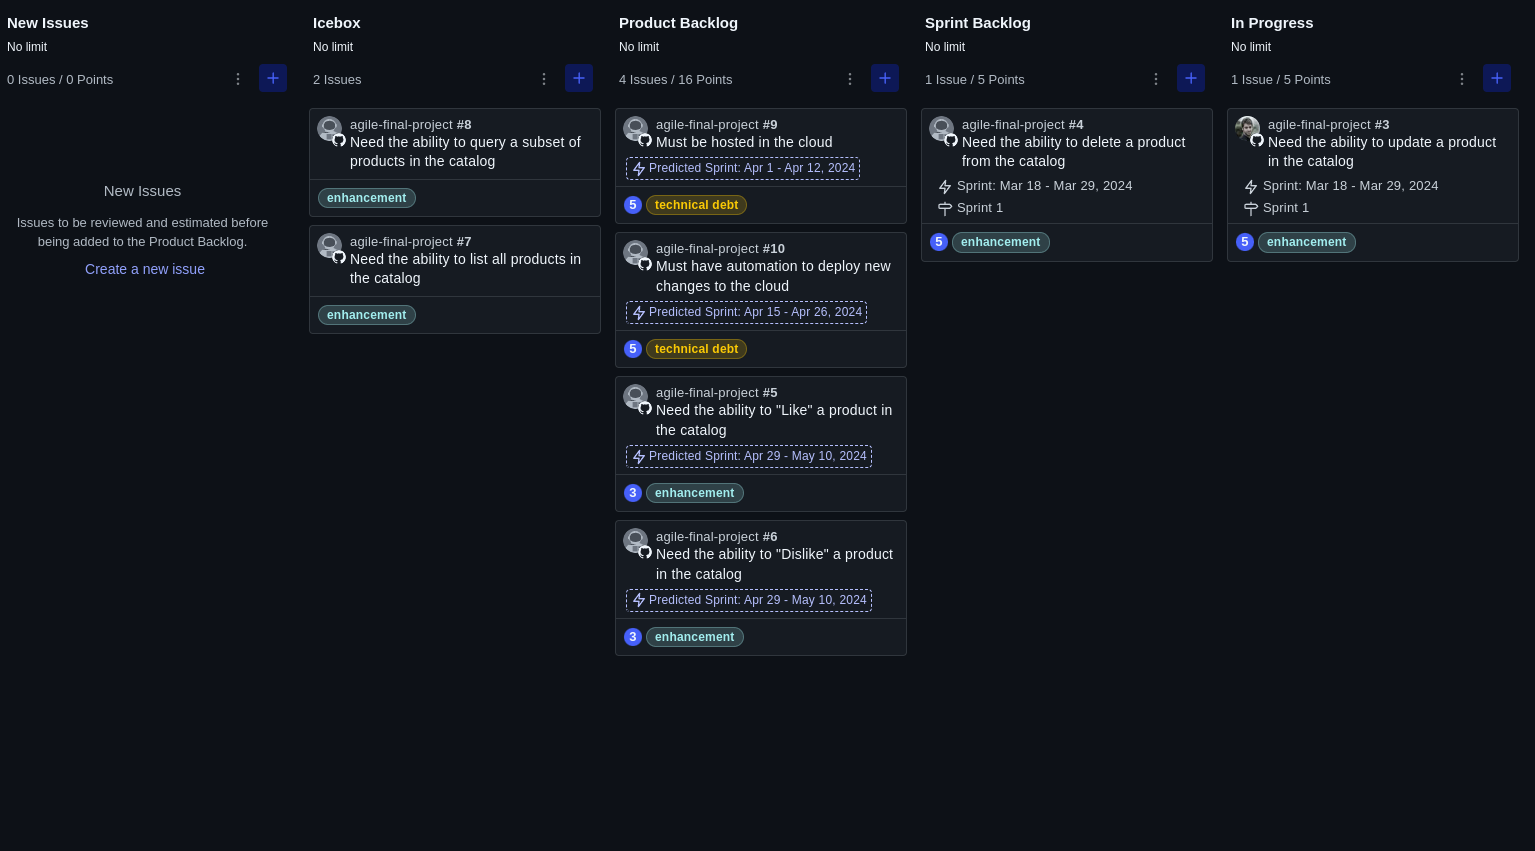 New Issues
No limit
0 Issues / 0 Points
New Issues
Issues to be reviewed and estimated before
being added to the Product Backlog.
Create a new issue
Icebox
No limit
2 Issues
agile-final-project #8
Need the ability to query a subset of
products in the catalog
enhancement
agile-final-project #7
Need the ability to list all products in
the catalog
enhancement
Product Backlog
No limit
4 Issues / 16 Points
agile-final-project #9
Must be hosted in the cloud
Predicted Sprint: Apr 1 - Apr 12, 2024
5 technical debt
agile-final-project #10
Must have automation to deploy new
changes to the cloud
Predicted Sprint: Apr 15 - Apr 26, 2024
5 technical debt
agile-final-project #5
Need the ability to "Like" a product in
the catalog
Predicted Sprint: Apr 29 - May 10, 2024
3 enhancement
agile-final-project #6
Need the ability to "Dislike" a product
in the catalog
Predicted Sprint: Apr 29 - May 10, 2024
3 enhancement
Sprint Backlog
No limit
1 Issue / 5 Points
agile-final-project #4
Need the ability to delete a product
from the catalog
Sprint: Mar 18 - Mar 29, 2024
Sprint 1
5 enhancement
In Progress
No limit
1 Issue / 5 Points
agile-final-project #3
Need the ability to update a product
in the catalog
Sprint: Mar 18 - Mar 29, 2024
Sprint 1
5 enhancement